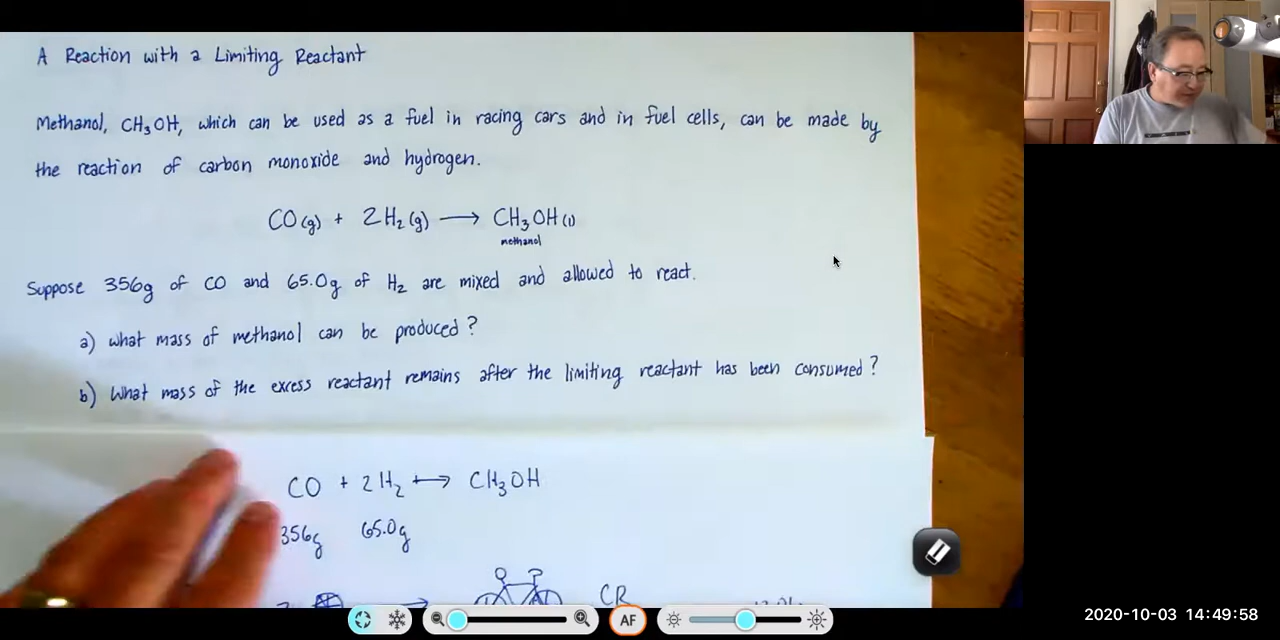 A Reaction with a Limiting Reactant
Methanol, CH₃OH, which can be used as a fuel in racing cars and in fuel cells, can be made by
the reaction of carbon monoxide and hydrogen.
CO(g) + 2H₂(g) ⟶ CH₃OH(l)
methanol
Suppose 356g of CO and 65.0g of H₂ are mixed and allowed to react.
a) What mass of methanol can be produced?
b) What mass of the excess reactant remains after the limiting reactant has been consumed?
CO + 2H₂ ⟶ CH₃OH
356g 65.0g
CR
AF
2020-10-03 14:49:58